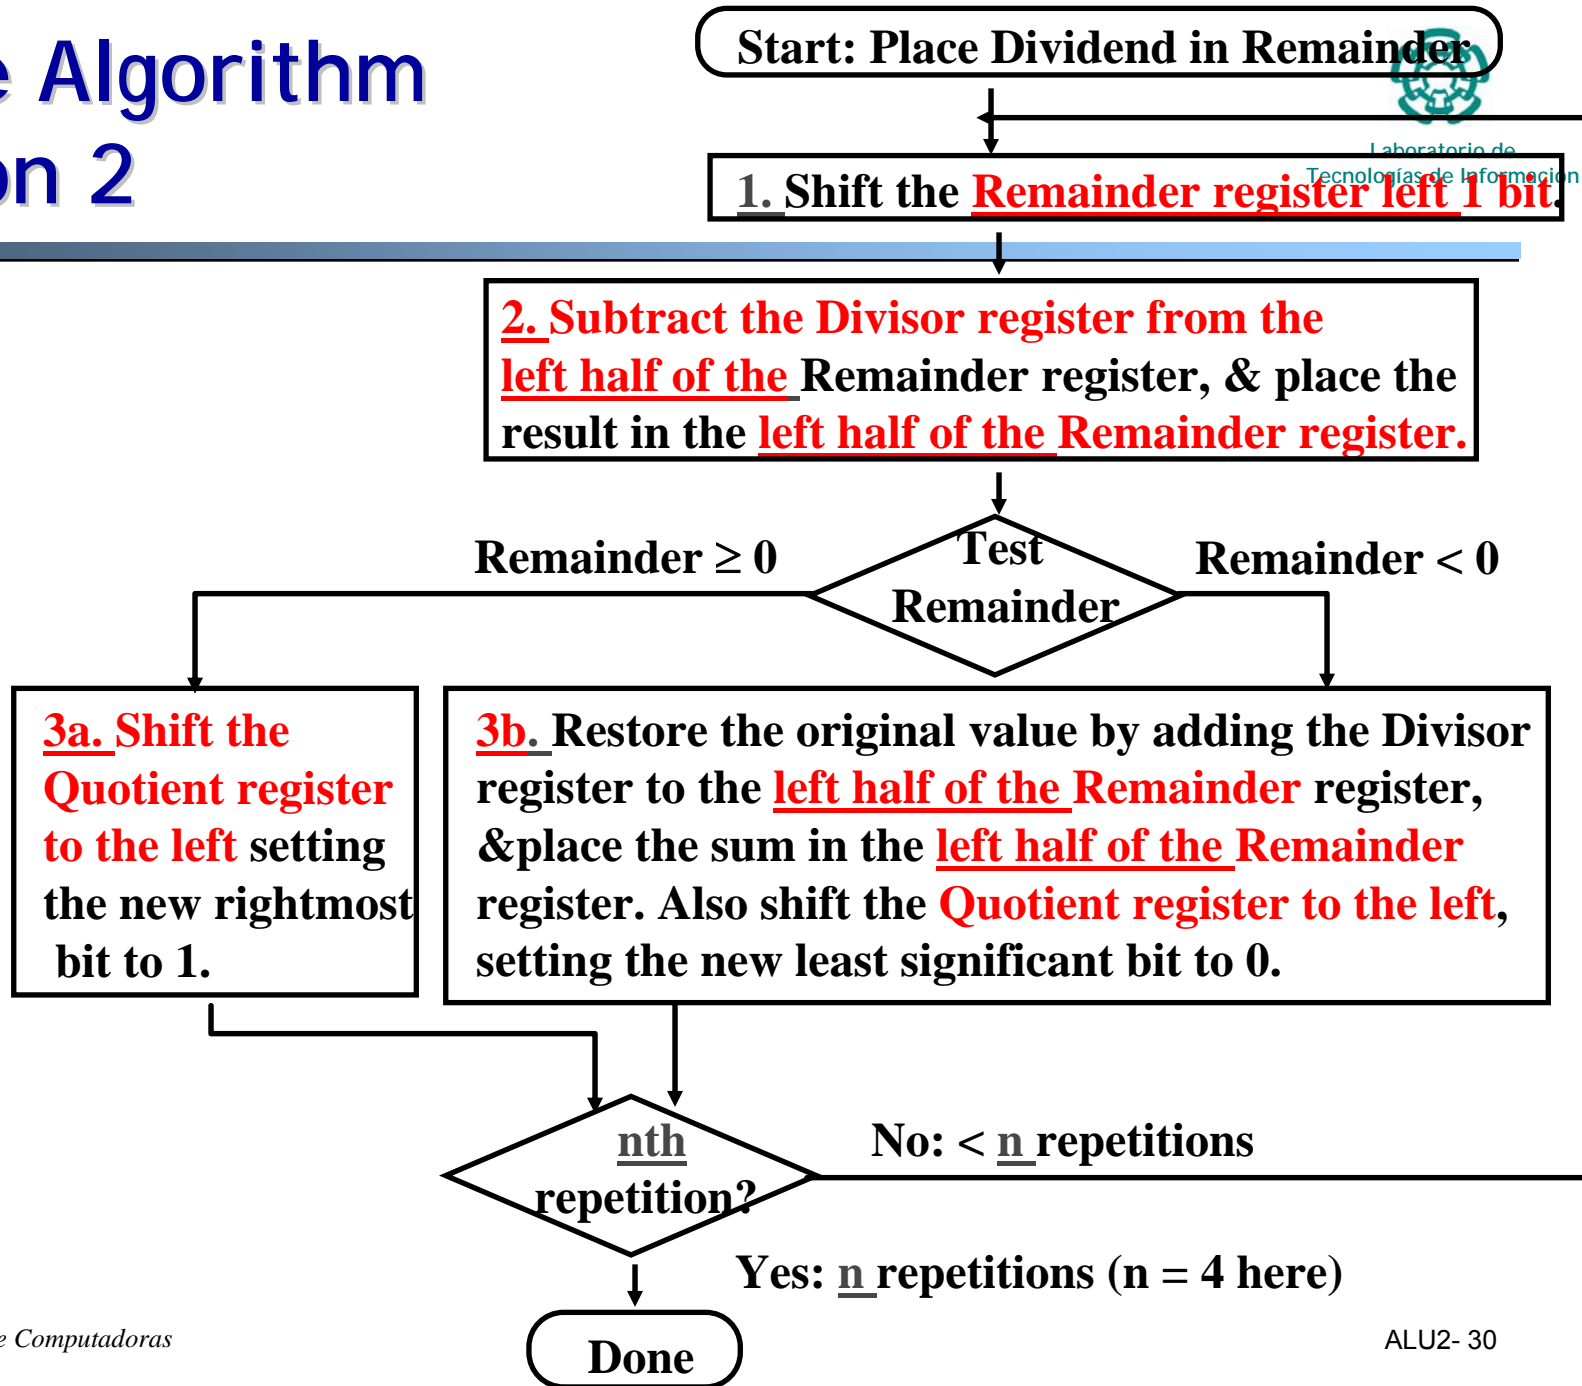 e Algorithm
on 2
Start: Place Dividend in Remainder
Laboratorio de
Tecnologías de Información
1. Shift the Remainder register left 1 bit.
2. Subtract the Divisor register from the
left half of the Remainder register, & place the
result in the left half of the Remainder register.
Test
Remainder
Remainder ≥ 0
Remainder < 0
3a. Shift the
Quotient register
to the left setting
the new rightmost
bit to 1.
3b. Restore the original value by adding the Divisor
register to the left half of the Remainder register,
&place the sum in the left half of the Remainder
register. Also shift the Quotient register to the left,
setting the new least significant bit to 0.
nth
repetition?
No: < n repetitions
Yes: n repetitions (n = 4 here)
Done
e Computadoras
ALU2- 30